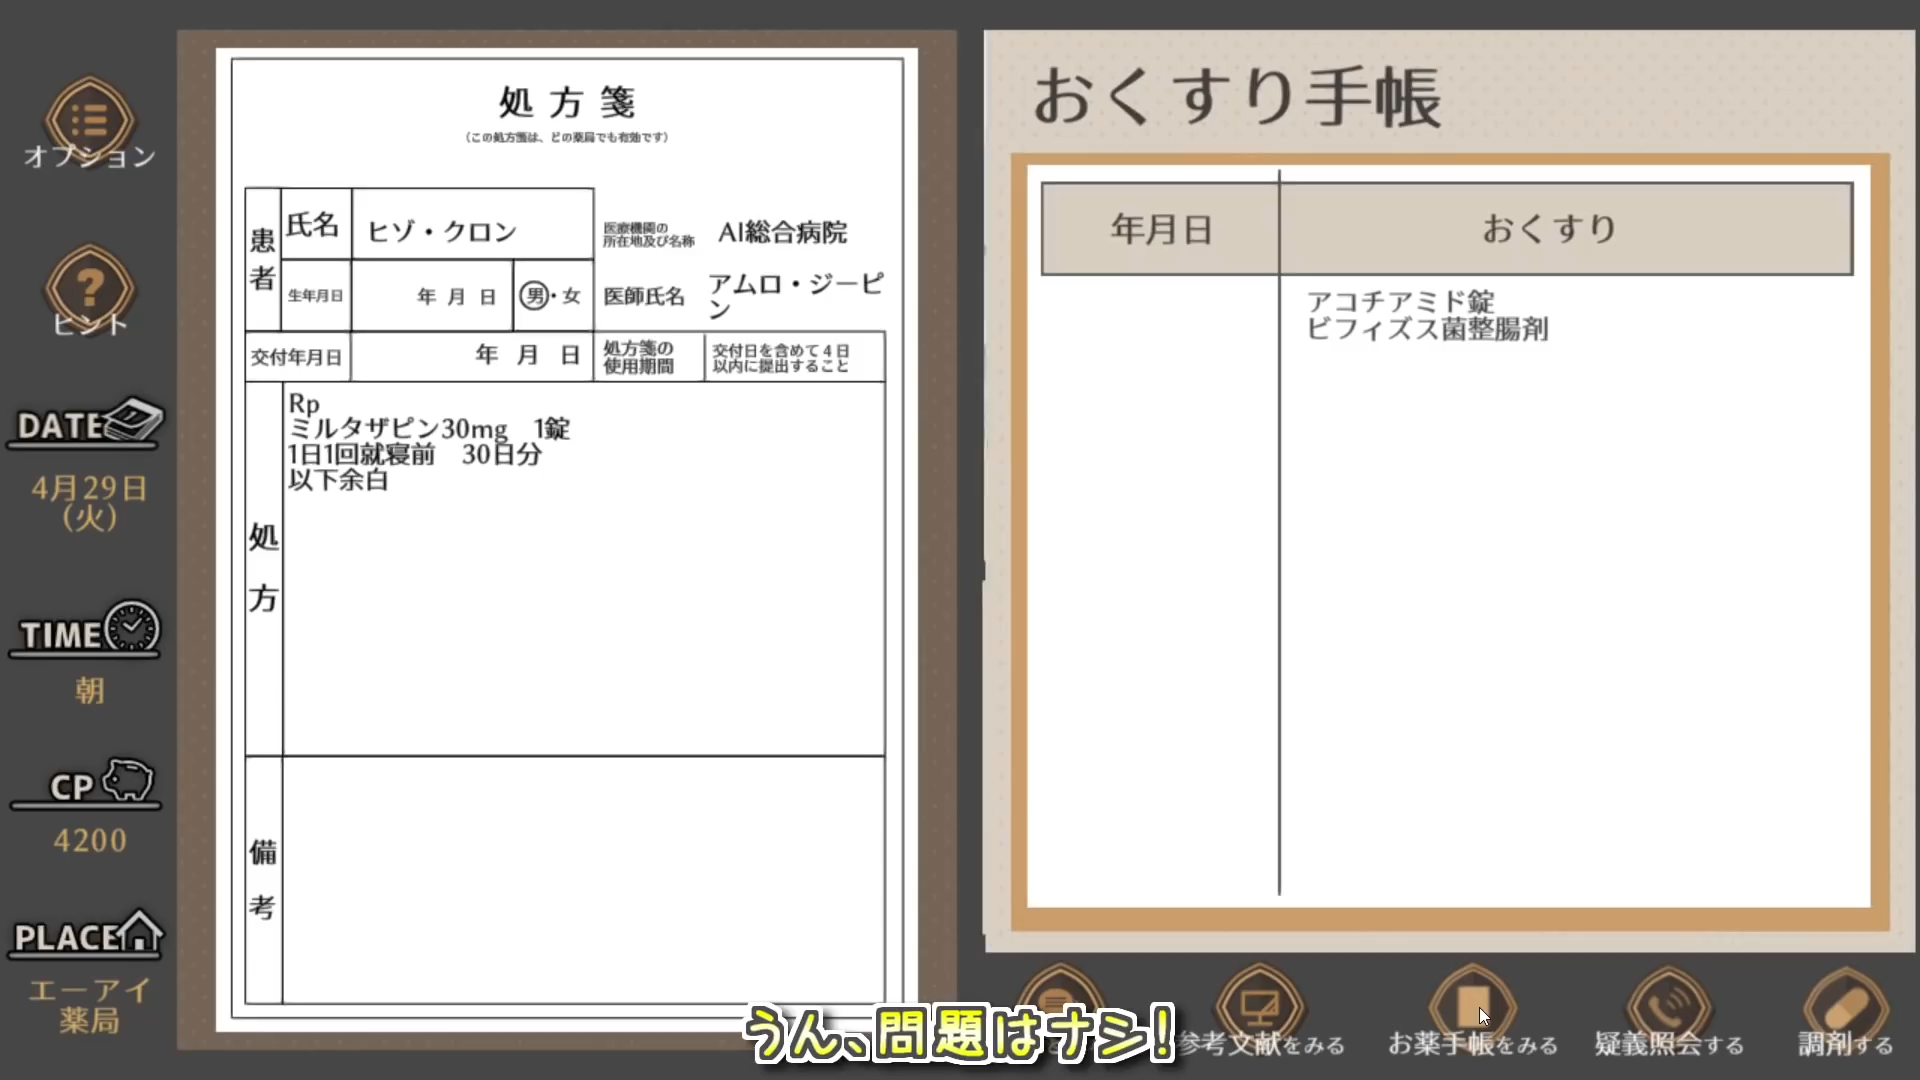 オプション
ヒント
DATE
4月29日
(火)
TIME
朝
CP
4200
PLACE
エーアイ
薬局
処方箋
（この処方箋は、どの薬局でも有効です）
患者
氏名
ヒゾ・クロン
医療機関の
所在地及び名称
AI総合病院
生年月日
年 月 日
男・女
医師氏名
アムロ・ジーピ
ン
交付年月日
年 月 日
処方箋の
使用期間
交付日を含めて４日
以内に提出すること
処方
Rp
ミルタザピン30mg　1錠
1日1回就寝前　30日分
以下余白
備考
おくすり手帳
年月日
おくすり
アコチアミド錠
ビフィズス菌整腸剤
うん、問題はナシ！
参考文献をみる
お薬手帳をみる
疑義照会する
調剤する